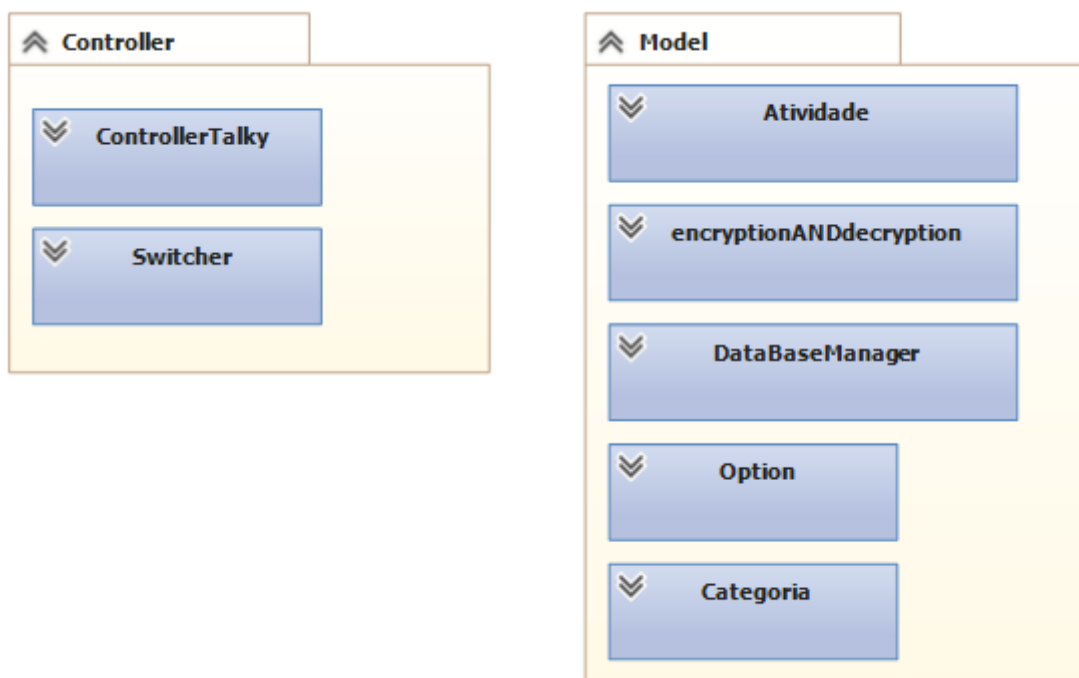 Controller
ControllerTalky
Switcher
Model
Atividade
encryptionANDdecryption
DataBaseManager
Option
Categoria